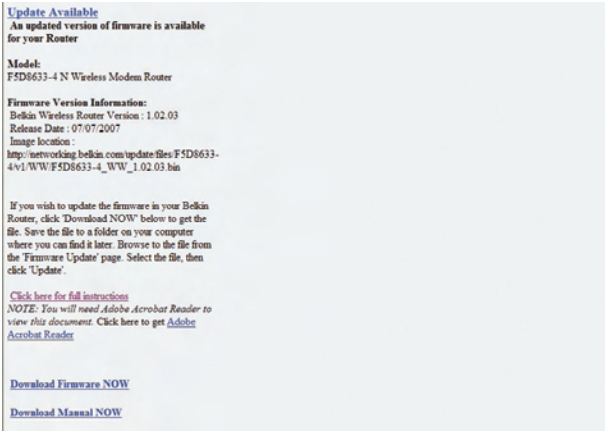 Update Available
An updated version of firmware is available
for your Router
Model:
F5D8633-4 N Wireless Modem Router
Firmware Version Information:
Belkin Wireless Router Version : 1.02.03
Release Date : 07/07/2007
Image location :
http://networking.belkin.com/update/files/F5D8633-
4/v1/WW/F5D8633-4_WW_1.02.03.bin
If you wish to update the firmware in your Belkin
Router, click 'Download NOW' below to get the
file. Save the file to a folder on your computer
where you can find it later. Browse to the file from
the 'Firmware Update' page. Select the file, then
click 'Update'.
Click here for full instructions
NOTE: You will need Adobe Acrobat Reader to
view this document. Click here to get Adobe
Acrobat Reader
Download Firmware NOW
Download Manual NOW